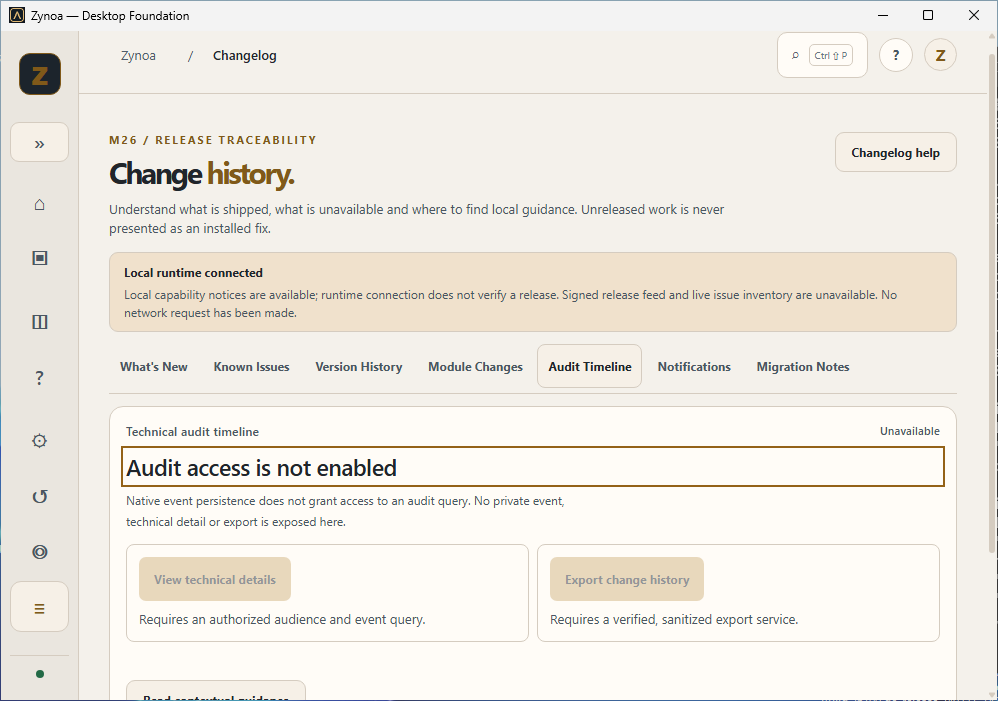 Zynoa — Desktop Foundation
Z
Zynoa / Changelog
Ctrl ⇧ P
?
Z
»
M26 / RELEASE TRACEABILITY
Change history.
Changelog help
Understand what is shipped, what is unavailable and where to find local guidance. Unreleased work is never
presented as an installed fix.
Local runtime connected
Local capability notices are available; runtime connection does not verify a release. Signed release feed and live issue inventory are unavailable. No
network request has been made.
What's New
Known Issues
Version History
Module Changes
Audit Timeline
Notifications
Migration Notes
?
Technical audit timeline
Unavailable
Audit access is not enabled
Native event persistence does not grant access to an audit query. No private event,
technical detail or export is exposed here.
View technical details
Requires an authorized audience and event query.
Export change history
Requires a verified, sanitized export service.
Read contextual guidance